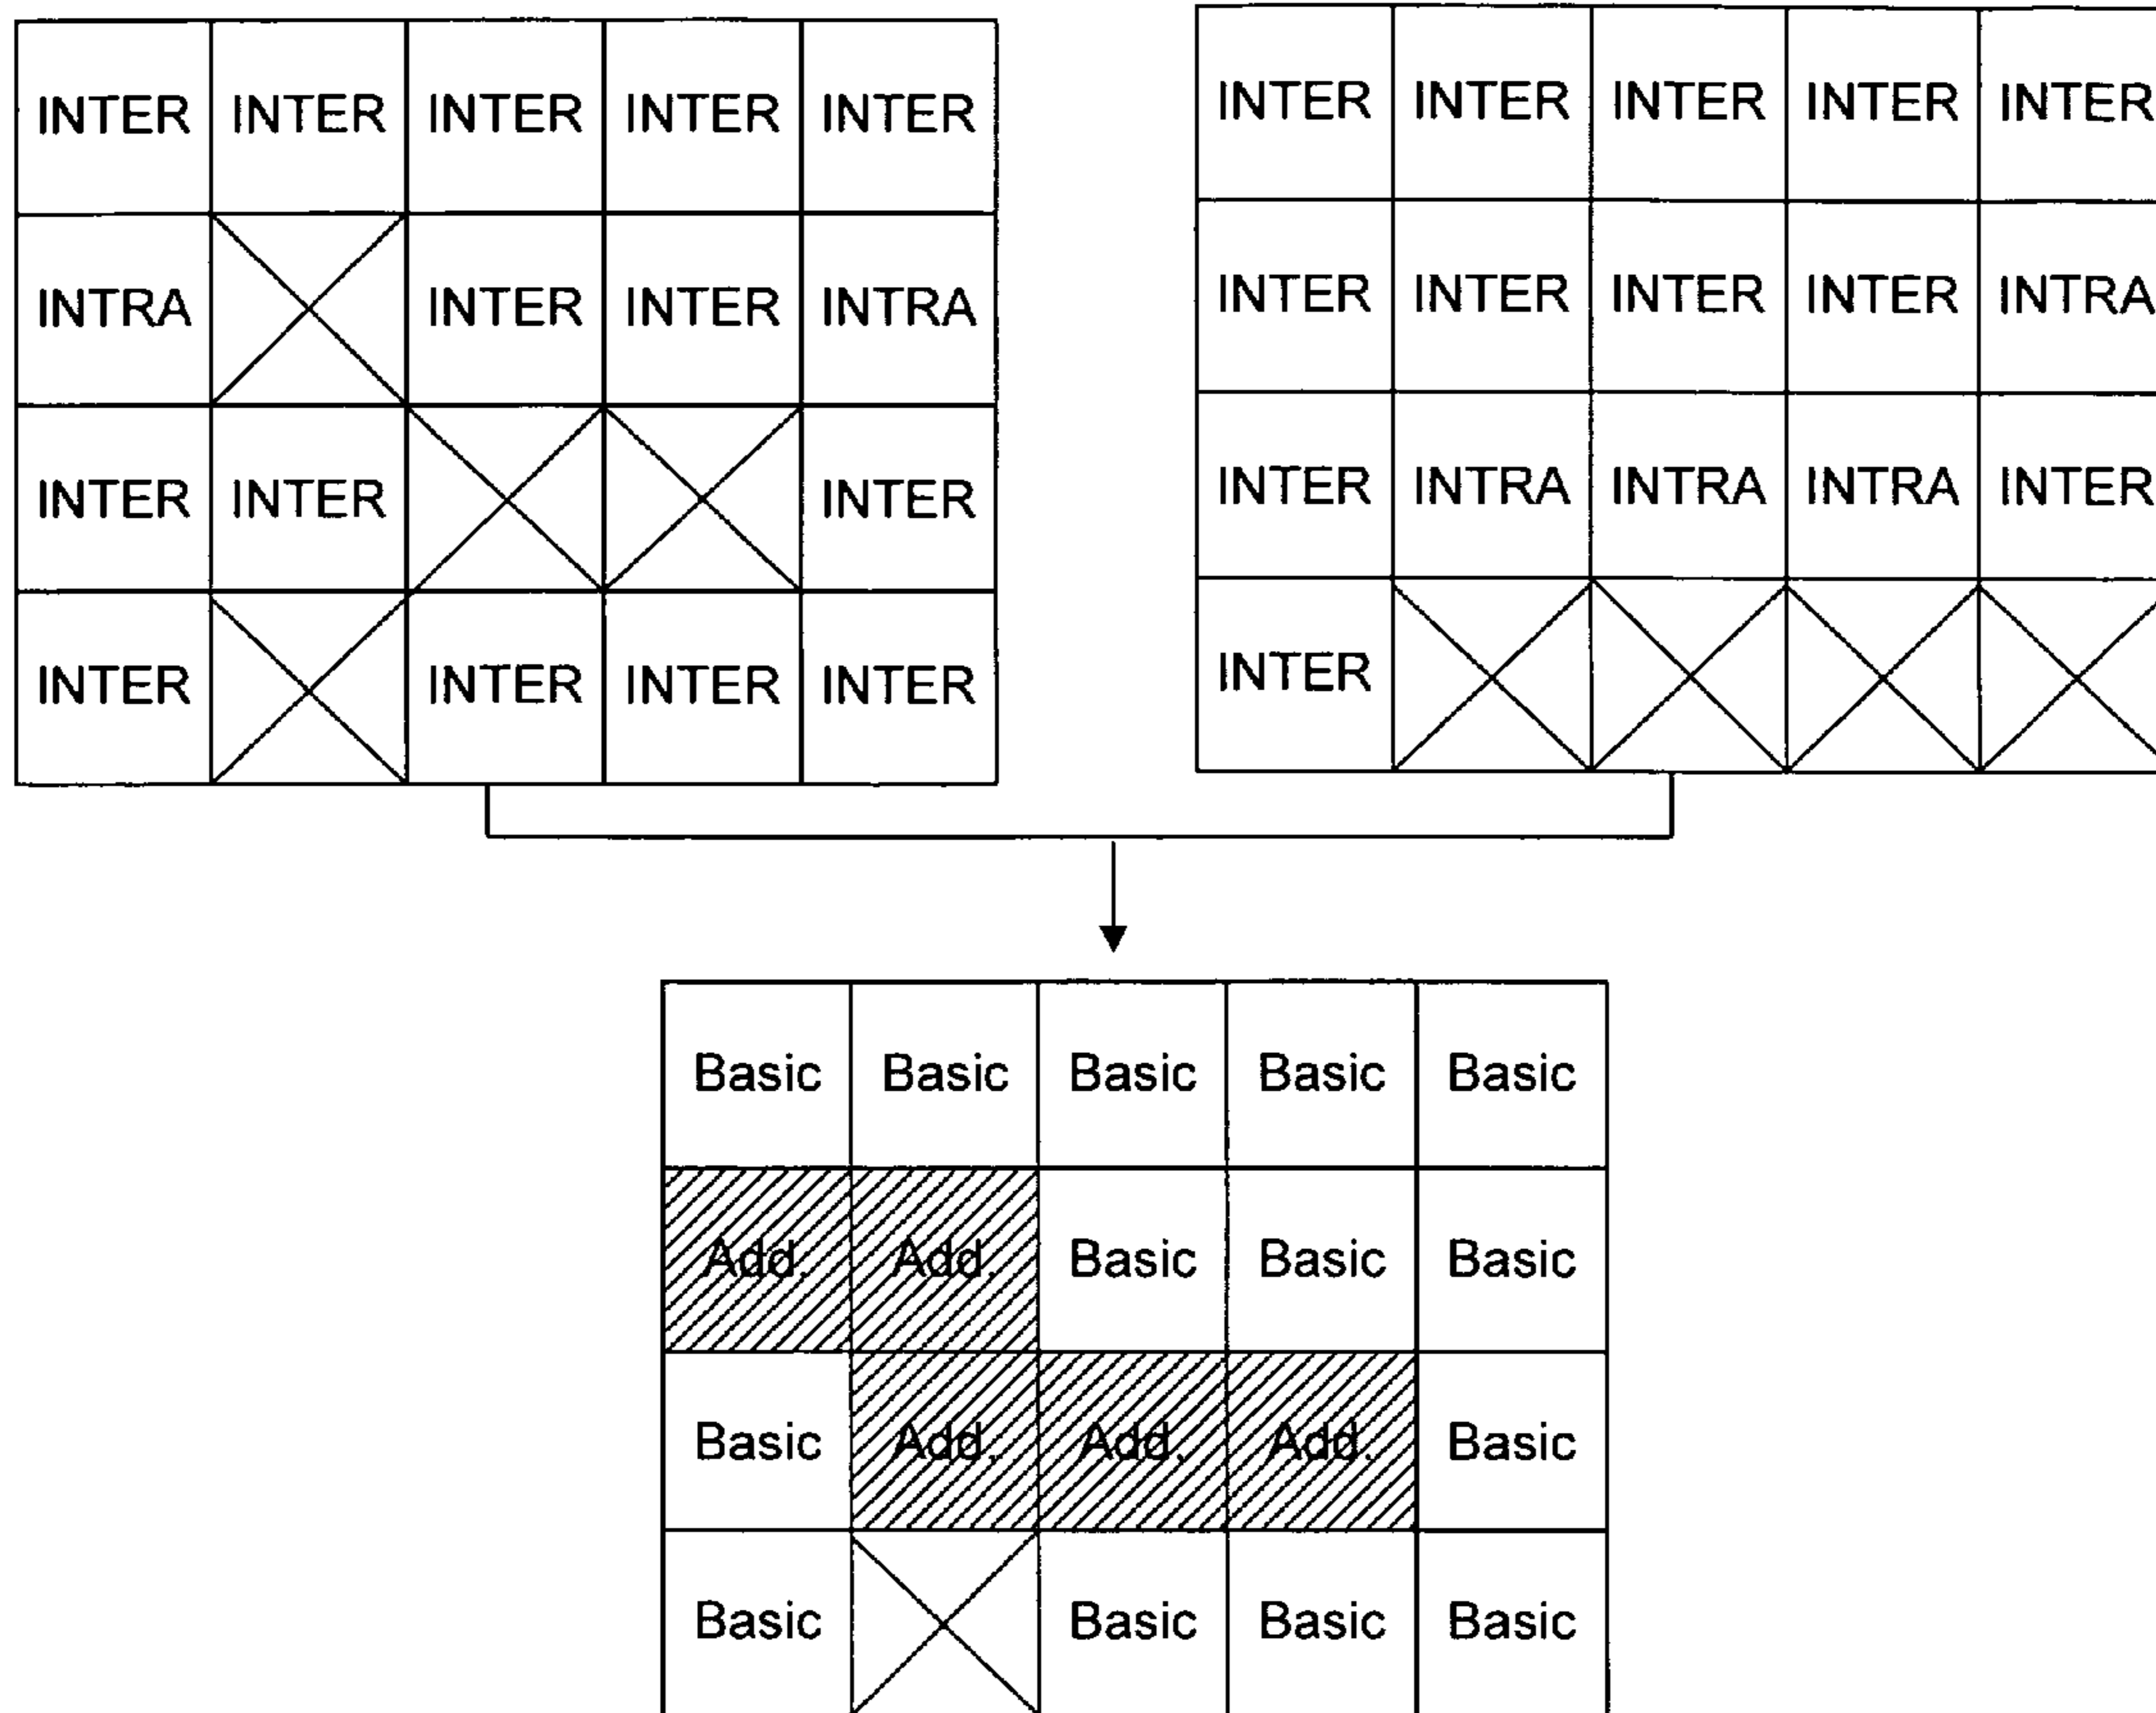 INTER INTER INTER INTER INTER
INTRA INTER INTER INTRA
INTER INTER INTER
INTER INTER INTER INTER
INTER INTER INTER INTER INTER
INTER INTER INTER INTER INTRA
INTER INTRA INTRA INTRA INTER
INTER
Basic Basic Basic Basic Basic
Add. Add. Basic Basic Basic
Basic Add. Add. Add. Basic
Basic Basic Basic Basic